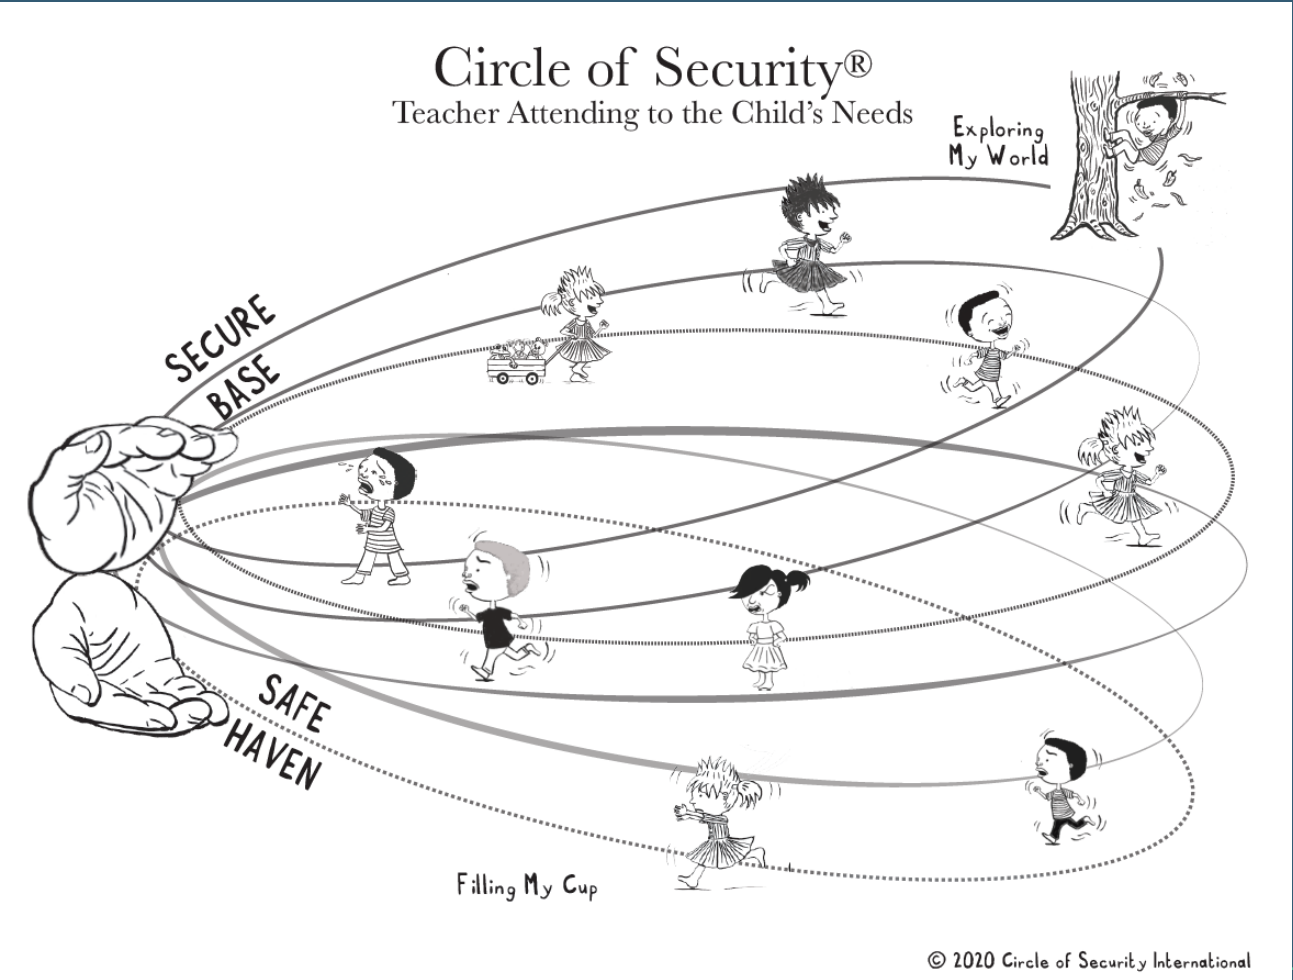 Circle of Security®
Teacher Attending to the Child's Needs
Exploring
My World
SECURE
BASE
SAFE
HAVEN
Filling My Cup
© 2020 Circle of Security International